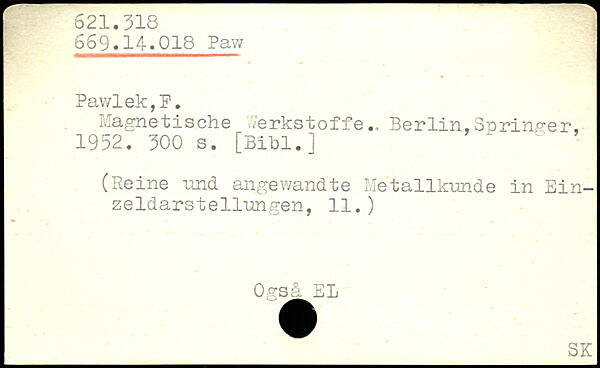 621.318
669.14.018 Paw
Pawlek,F.
Magnetische Werkstoffe.. Berlin,Springer,
1952. 300 s. [Bibl.]
(Reine und angewandte Metallkunde in Ein-
zeldarstellungen, 11.)
Også EL
SK